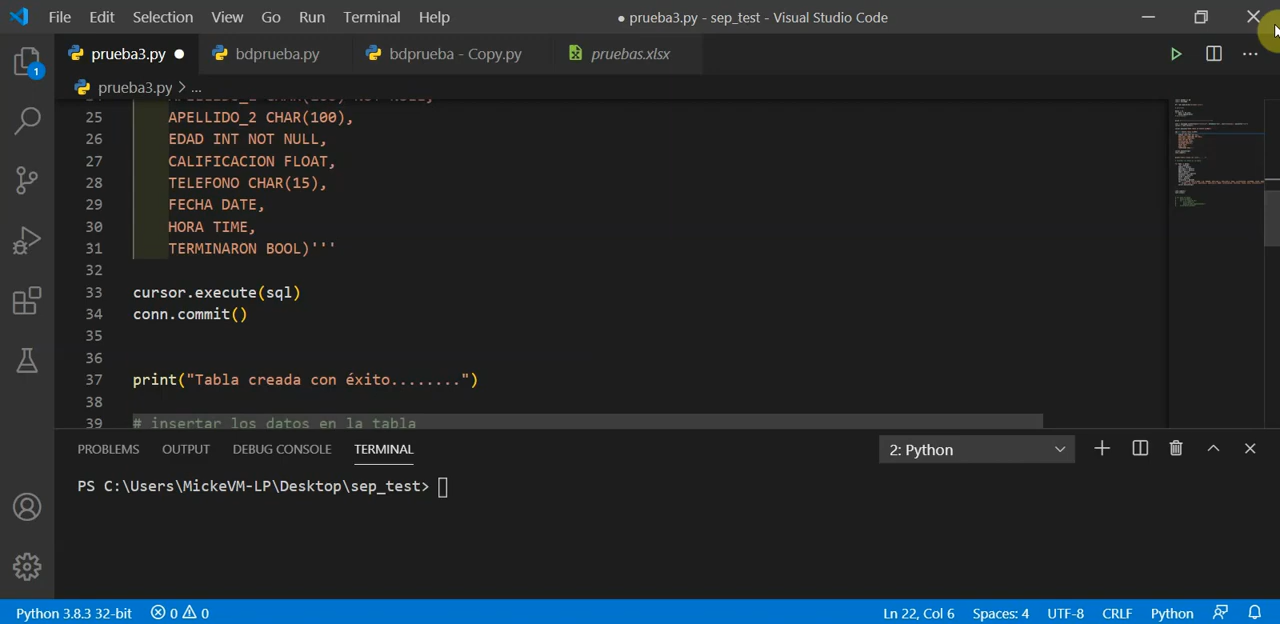 File Edit Selection View Go Run Terminal Help ● prueba3.py - sep_test - Visual Studio Code
prueba3.py bdprueba.py bdprueba - Copy.py pruebas.xlsx
1
prueba3.py > ...
25 APELLIDO_2 CHAR(100),
26 EDAD INT NOT NULL,
27 CALIFICACION FLOAT,
28 TELEFONO CHAR(15),
29 FECHA DATE,
30 HORA TIME,
31 TERMINARON BOOL)'''
32
33 cursor.execute(sql)
34 conn.commit()
35
36
37 print("Tabla creada con éxito........")
38
39 # insertar los datos en la tabla
PROBLEMS OUTPUT DEBUG CONSOLE TERMINAL 2: Python
PS C:\Users\MickeVM-LP\Desktop\sep_test>
Python 3.8.3 32-bit 0 0 Ln 22, Col 6 Spaces: 4 UTF-8 CRLF Python